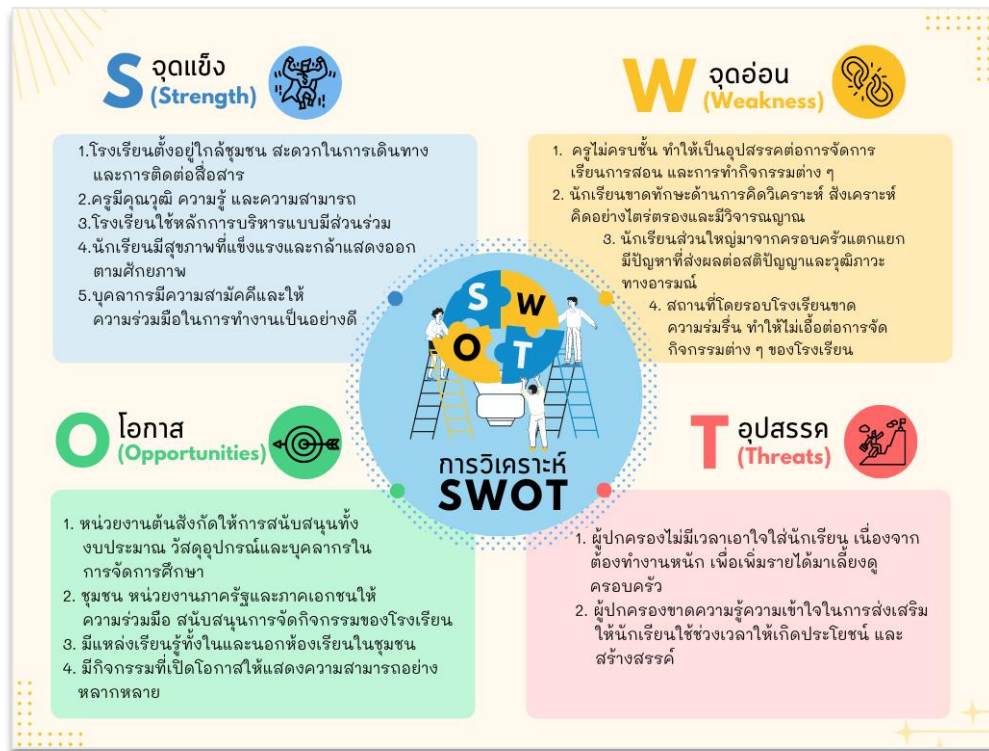 S จุดแข็ง
(Strength)
1.โรงเรียนตั้งอยู่ใกล้ชุมชน สะดวกในการเดินทาง
และการติดต่อสื่อสาร
2.ครูมีคุณวุฒิ ความรู้ และความสามารถ
3.โรงเรียนใช้หลักการบริหารแบบมีส่วนร่วม
4.นักเรียนมีสุขภาพที่แข็งแรงและกล้าแสดงออก
ตามศักยภาพ
5.บุคลากรมีความสามัคคีและให้
ความร่วมมือในการทำงานเป็นอย่างดี
W จุดอ่อน
(Weakness)
1. ครูไม่ครบชั้น ทำให้เป็นอุปสรรคต่อการจัดการ
เรียนการสอน และการทำกิจกรรมต่าง ๆ
2. นักเรียนขาดทักษะด้านการคิดวิเคราะห์ สังเคราะห์
คิดอย่างไตร่ตรองและมีวิจารณญาณ
3. นักเรียนส่วนใหญ่มาจากครอบครัวแตกแยก
มีปัญหาที่ส่งผลต่อสติปัญญาและวุฒิภาวะ
ทางอารมณ์
4. สถานที่โดยรอบโรงเรียนขาด
ความร่มรื่น ทำให้ไม่เอื้อต่อการจัด
กิจกรรมต่าง ๆ ของโรงเรียน
S W
O T
การวิเคราะห์
SWOT
O โอกาส
(Opportunities)
1. หน่วยงานต้นสังกัดให้การสนับสนุนทั้ง
งบประมาณ วัสดุอุปกรณ์และบุคลากรใน
การจัดการศึกษา
2. ชุมชน หน่วยงานภาครัฐและภาคเอกชนให้
ความร่วมมือ สนับสนุนการจัดกิจกรรมของโรงเรียน
3. มีแหล่งเรียนรู้ทั้งในและนอกห้องเรียนในชุมชน
4. มีกิจกรรมที่เปิดโอกาสให้แสดงความสามารถอย่าง
หลากหลาย
T อุปสรรค
(Threats)
1. ผู้ปกครองไม่มีเวลาเอาใจใส่นักเรียน เนื่องจาก
ต้องทำงานหนัก เพื่อเพิ่มรายได้มาเลี้ยงดู
ครอบครัว
2. ผู้ปกครองขาดความรู้ความเข้าใจในการส่งเสริม
ให้นักเรียนใช้ช่วงเวลาให้เกิดประโยชน์ และ
สร้างสรรค์